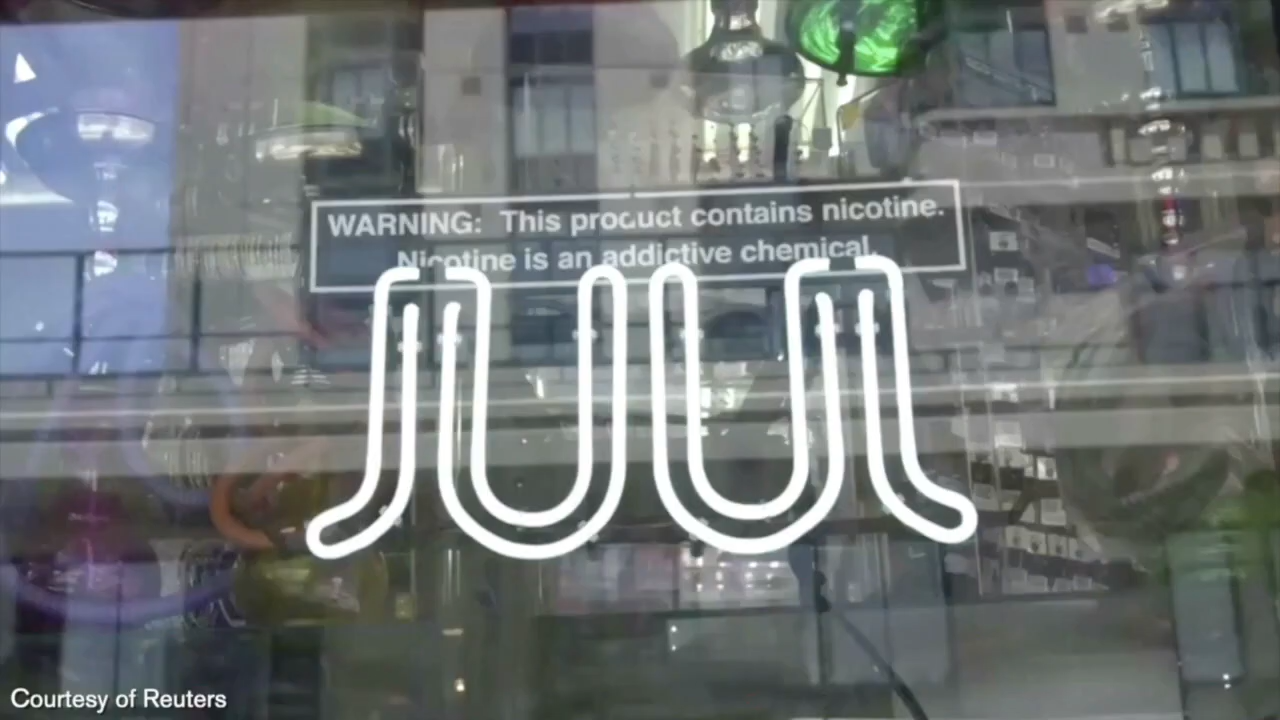 WARNING: This product contains nicotine.
Nicotine is an addictive chemical.
JUUL
Courtesy of Reuters